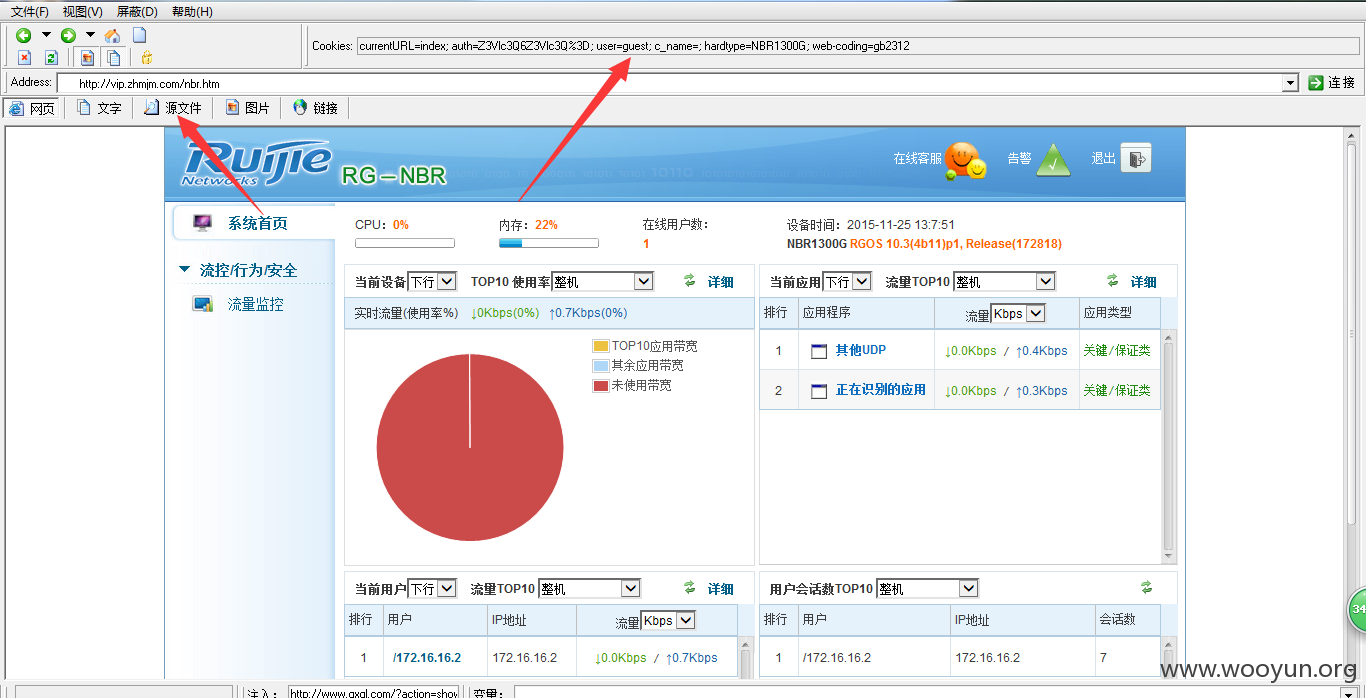 文件(F) 视图(V) 屏蔽(D) 帮助(H)
Cookies: currentURL=index; auth=Z3Vlc3Q6Z3Vlc3Q%3D; user=guest; c_name=; hardtype=NBR1300G; web-coding=gb2312
Address: http://vip.zhmjm.com/nbr.htm 连接
网页 文字 源文件 图片 链接
Ruijie Networks RG-NBR 在线客服 告警 退出
系统首页
流控/行为/安全
流量监控
CPU: 0% 内存: 22% 在线用户数: 1 设备时间: 2015-11-25 13:7:51
NBR1300G RGOS 10.3(4b11)p1, Release(172818)
当前设备 下行 TOP10 使用率 整机 详细
实时流量(使用率%) ↓0Kbps(0%) ↑0.7Kbps(0%)
TOP10应用带宽
其余应用带宽
未使用带宽
当前应用 下行 流量TOP10 整机 详细
排行 应用程序 流量 Kbps 应用类型
1 其他UDP ↓0.0Kbps / ↑0.4Kbps 关键/保证类
2 正在识别的应用 ↓0.0Kbps / ↑0.3Kbps 关键/保证类
当前用户 下行 流量TOP10 整机 详细
排行 用户 IP地址 流量 Kbps
1 /172.16.16.2 172.16.16.2 ↓0.0Kbps / ↑0.7Kbps
用户会话数TOP10 整机
排行 用户 IP地址 会话数
1 /172.16.16.2 172.16.16.2 7
34
www.wooyun.org
注入: http://www.gxgl.com/?action=show 变量: